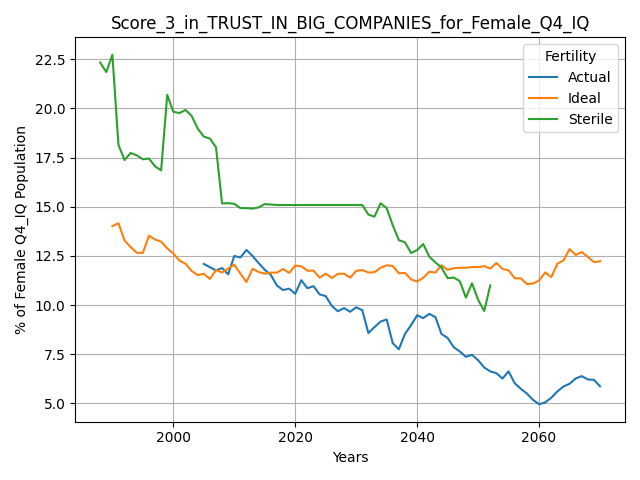 Score_3_in_TRUST_IN_BIG_COMPANIES_for_Female_Q4_IQ
Fertility
Actual
Ideal
Sterile
% of Female Q4_IQ Population
22.5
20.0
17.5
15.0
12.5
10.0
7.5
5.0
2000
2020
2040
2060
Years